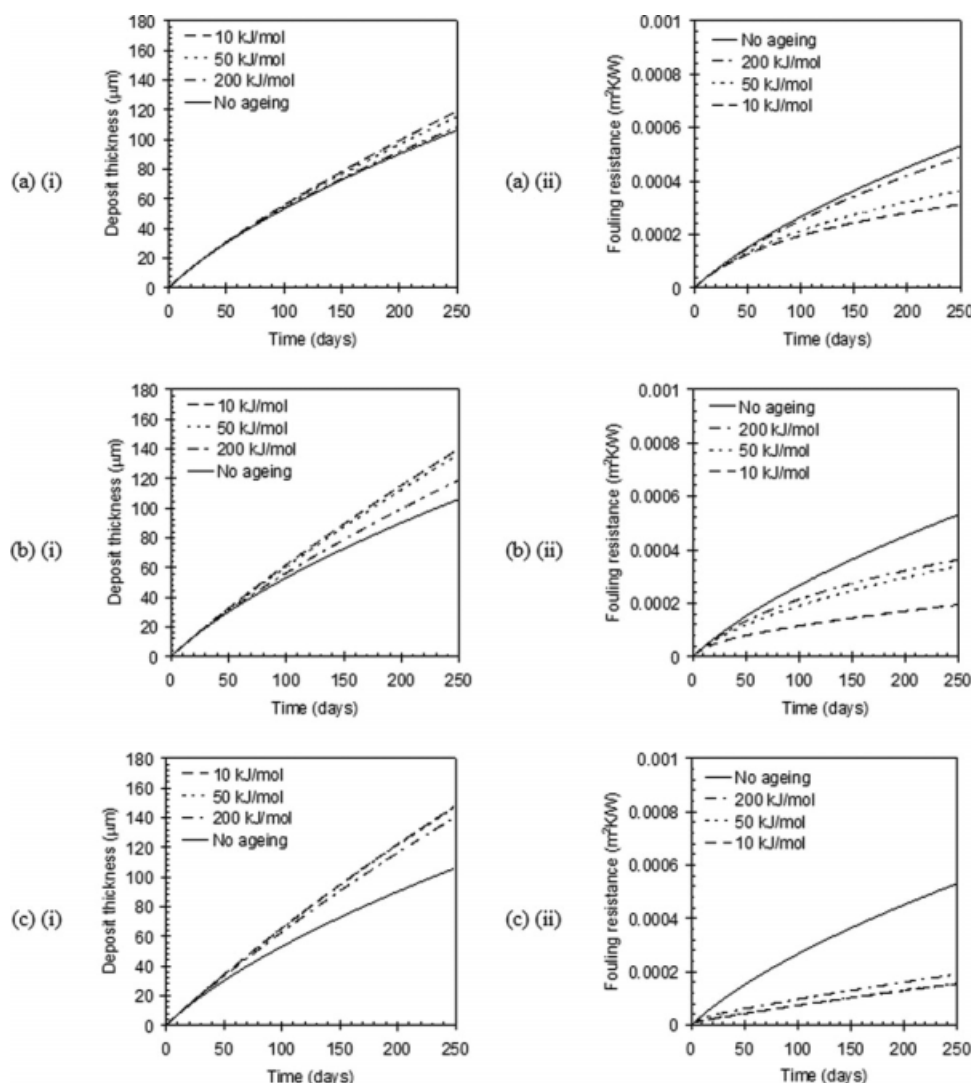 (a) (i)
Deposit thickness (μm)
180
160
140
120
100
80
60
40
20
0
10 kJ/mol
50 kJ/mol
200 kJ/mol
No ageing
0 50 100 150 200 250
Time (days)
(a) (ii)
Fouling resistance (m²K/W)
0.001
0.0008
0.0006
0.0004
0.0002
0
No ageing
200 kJ/mol
50 kJ/mol
10 kJ/mol
0 50 100 150 200 250
Time (days)
(b) (i)
Deposit thickness (μm)
180
160
140
120
100
80
60
40
20
0
10 kJ/mol
50 kJ/mol
200 kJ/mol
No ageing
0 50 100 150 200 250
Time (days)
(b) (ii)
Fouling resistance (m²K/W)
0.001
0.0008
0.0006
0.0004
0.0002
0
No ageing
200 kJ/mol
50 kJ/mol
10 kJ/mol
0 50 100 150 200 250
Time (days)
(c) (i)
Deposit thickness (μm)
180
160
140
120
100
80
60
40
20
0
10 kJ/mol
50 kJ/mol
200 kJ/mol
No ageing
0 50 100 150 200 250
Time (days)
(c) (ii)
Fouling resistance (m²K/W)
0.001
0.0008
0.0006
0.0004
0.0002
0
No ageing
200 kJ/mol
50 kJ/mol
10 kJ/mol
0 50 100 150 200 250
Time (days)